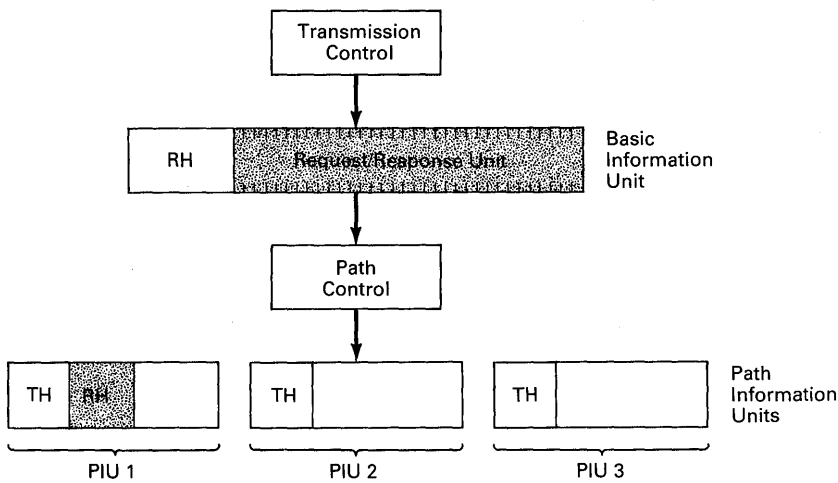 Transmission
Control
RH
Request/Response Unit
Basic
Information
Unit
Path
Control
TH
RH
TH
TH
Path
Information
Units
PIU 1
PIU 2
PIU 3